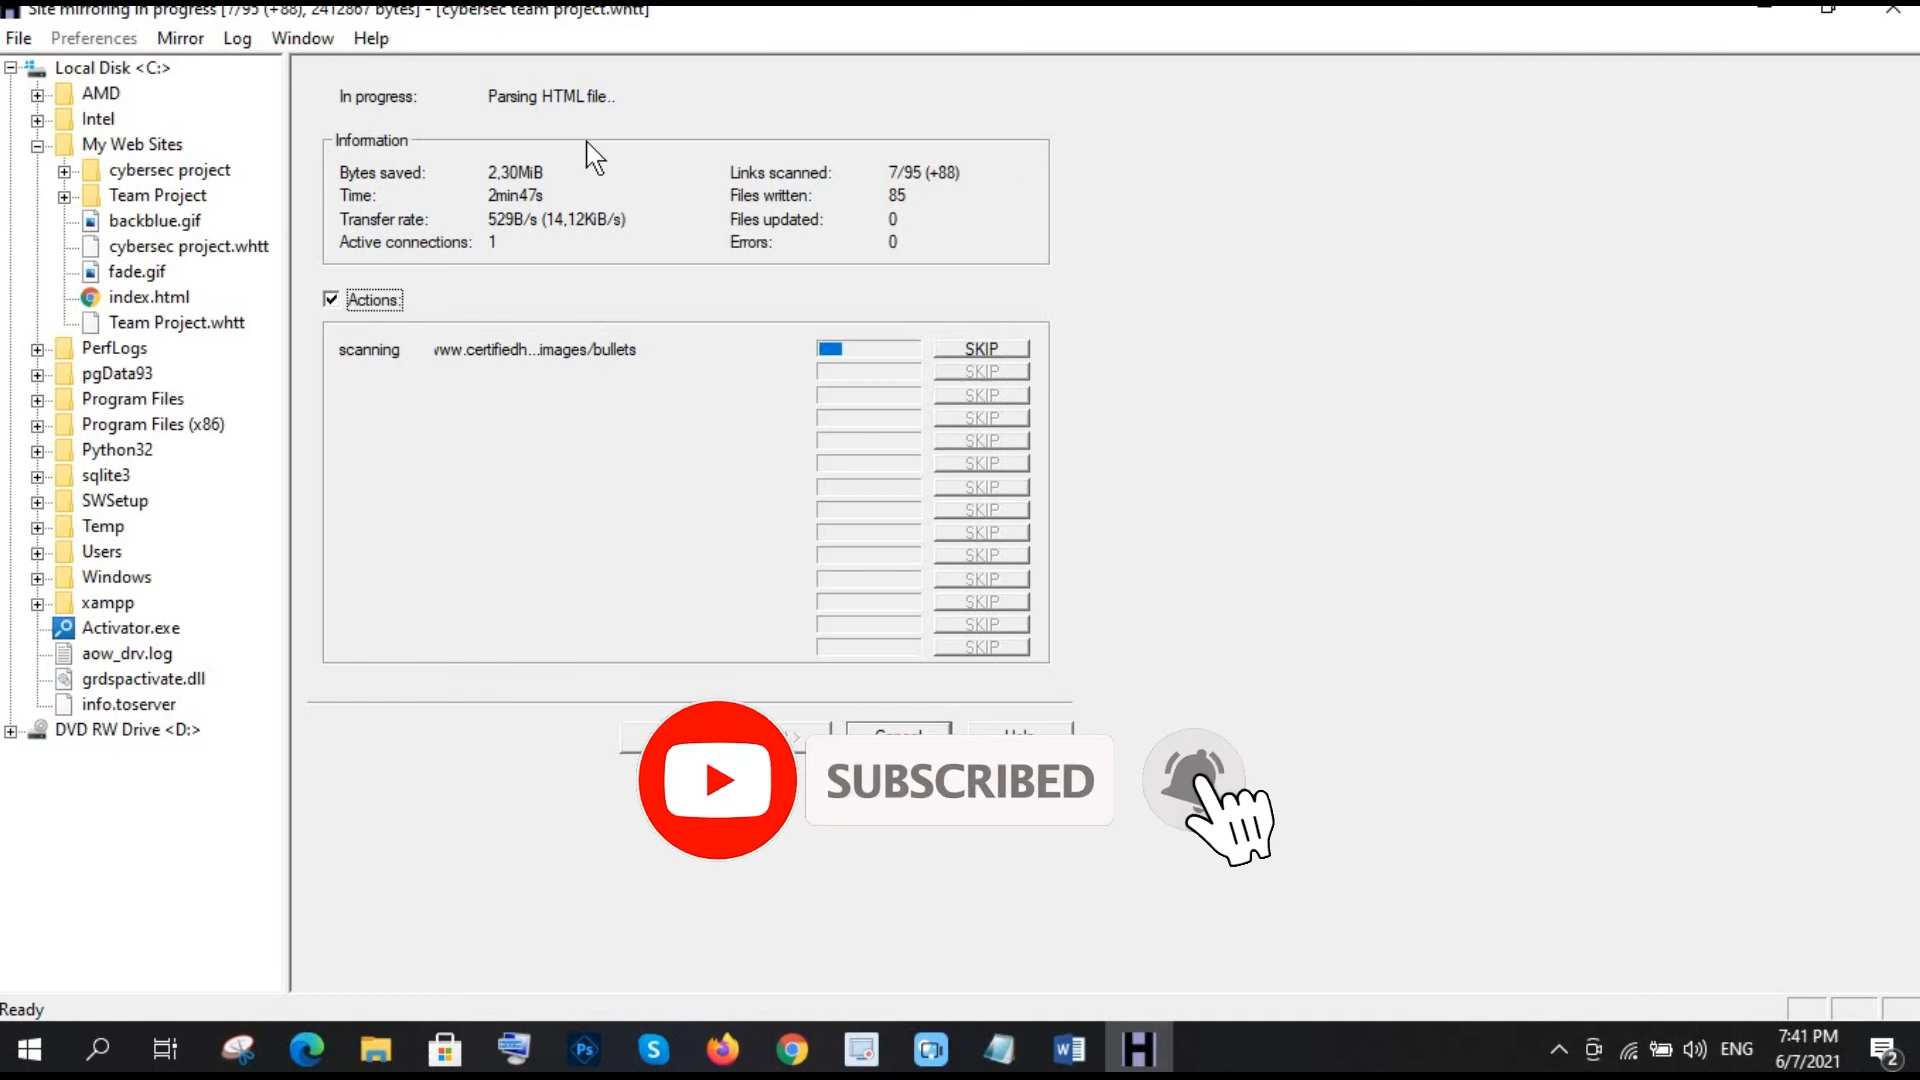 Site mirroring in progress [7/95 (+88), 2412867 bytes] - [cybersec team project.whtt]
File Preferences Mirror Log Window Help
Local Disk <C:>
AMD
Intel
My Web Sites
cybersec project
Team Project
backblue.gif
cybersec project.whtt
fade.gif
index.html
Team Project.whtt
PerfLogs
pgData93
Program Files
Program Files (x86)
Python32
sqlite3
SWSetup
Temp
Users
Windows
xampp
Activator.exe
aow_drv.log
grdspactivate.dll
info.toserver
DVD RW Drive <D:>
In progress: Parsing HTML file..
Information
Bytes saved: 2,30MiB Links scanned: 7/95 (+88)
Time: 2min47s Files written: 85
Transfer rate: 529B/s (14,12KiB/s) Files updated: 0
Active connections: 1 Errors: 0
Actions:
scanning www.certifiedh...images/bullets SKIP
SKIP
SKIP
SKIP
SKIP
SKIP
SKIP
SKIP
SKIP
SKIP
SKIP
SKIP
SKIP
SKIP
> Cancel Help
SUBSCRIBED
Ready
Ps
ENG
7:41 PM
6/7/2021
2